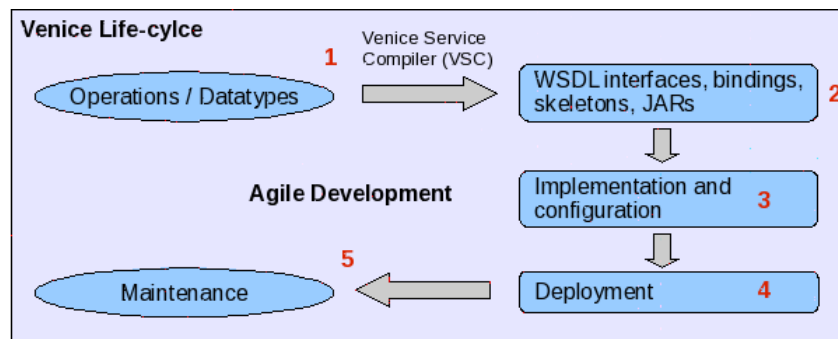 Venice Life-cylce
1
Venice Service
Compiler (VSC)
Operations / Datatypes
WSDL interfaces, bindings,
skeletons, JARs
2
Agile Development
Implementation and
configuration
3
5
Maintenance
Deployment
4